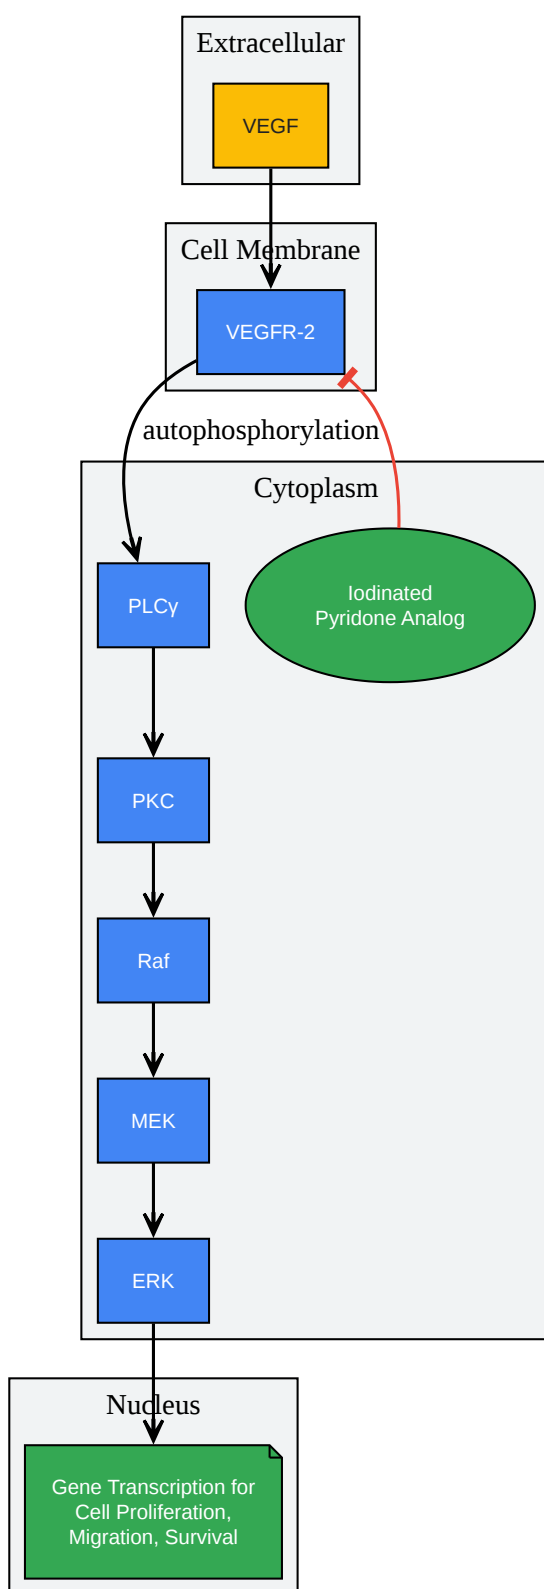 Extracellular
VEGF
Cell Membrane
VEGFR-2
autophosphorylation
Cytoplasm
Iodinated
Pyridone Analog
PLCγ
PKC
Raf
MEK
ERK
Nucleus
Gene Transcription for
Cell Proliferation,
Migration, Survival